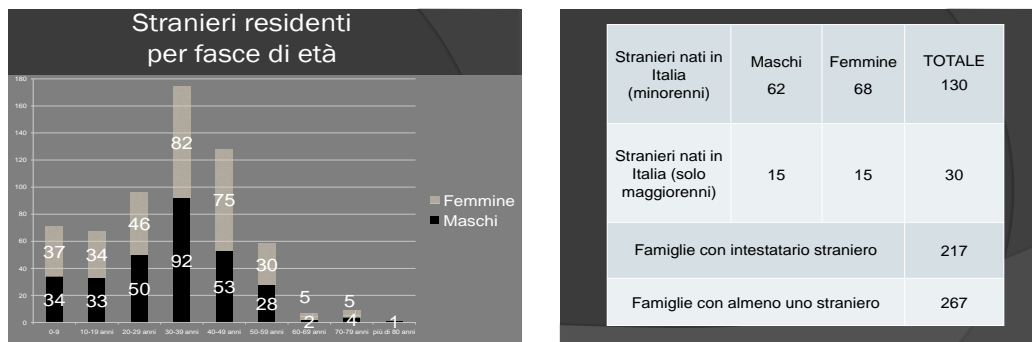 Stranieri residenti
per fasce di età
180
160
140
120
100
80
60
40
20
0
37
34
46
82
75
30
5
5
34
33
50
92
53
28
2
4
1
0-9
10-19 anni
20-29 anni
30-39 anni
40-49 anni
50-59 anni
60-69 anni
70-79 anni
più di 80 anni
Femmine
Maschi
Stranieri nati in
Italia
(minorenni)
Maschi
62
Femmine
68
TOTALE
130
Stranieri nati in
Italia (solo
maggiorenni)
15
15
30
Famiglie con intestatario straniero
217
Famiglie con almeno uno straniero
267